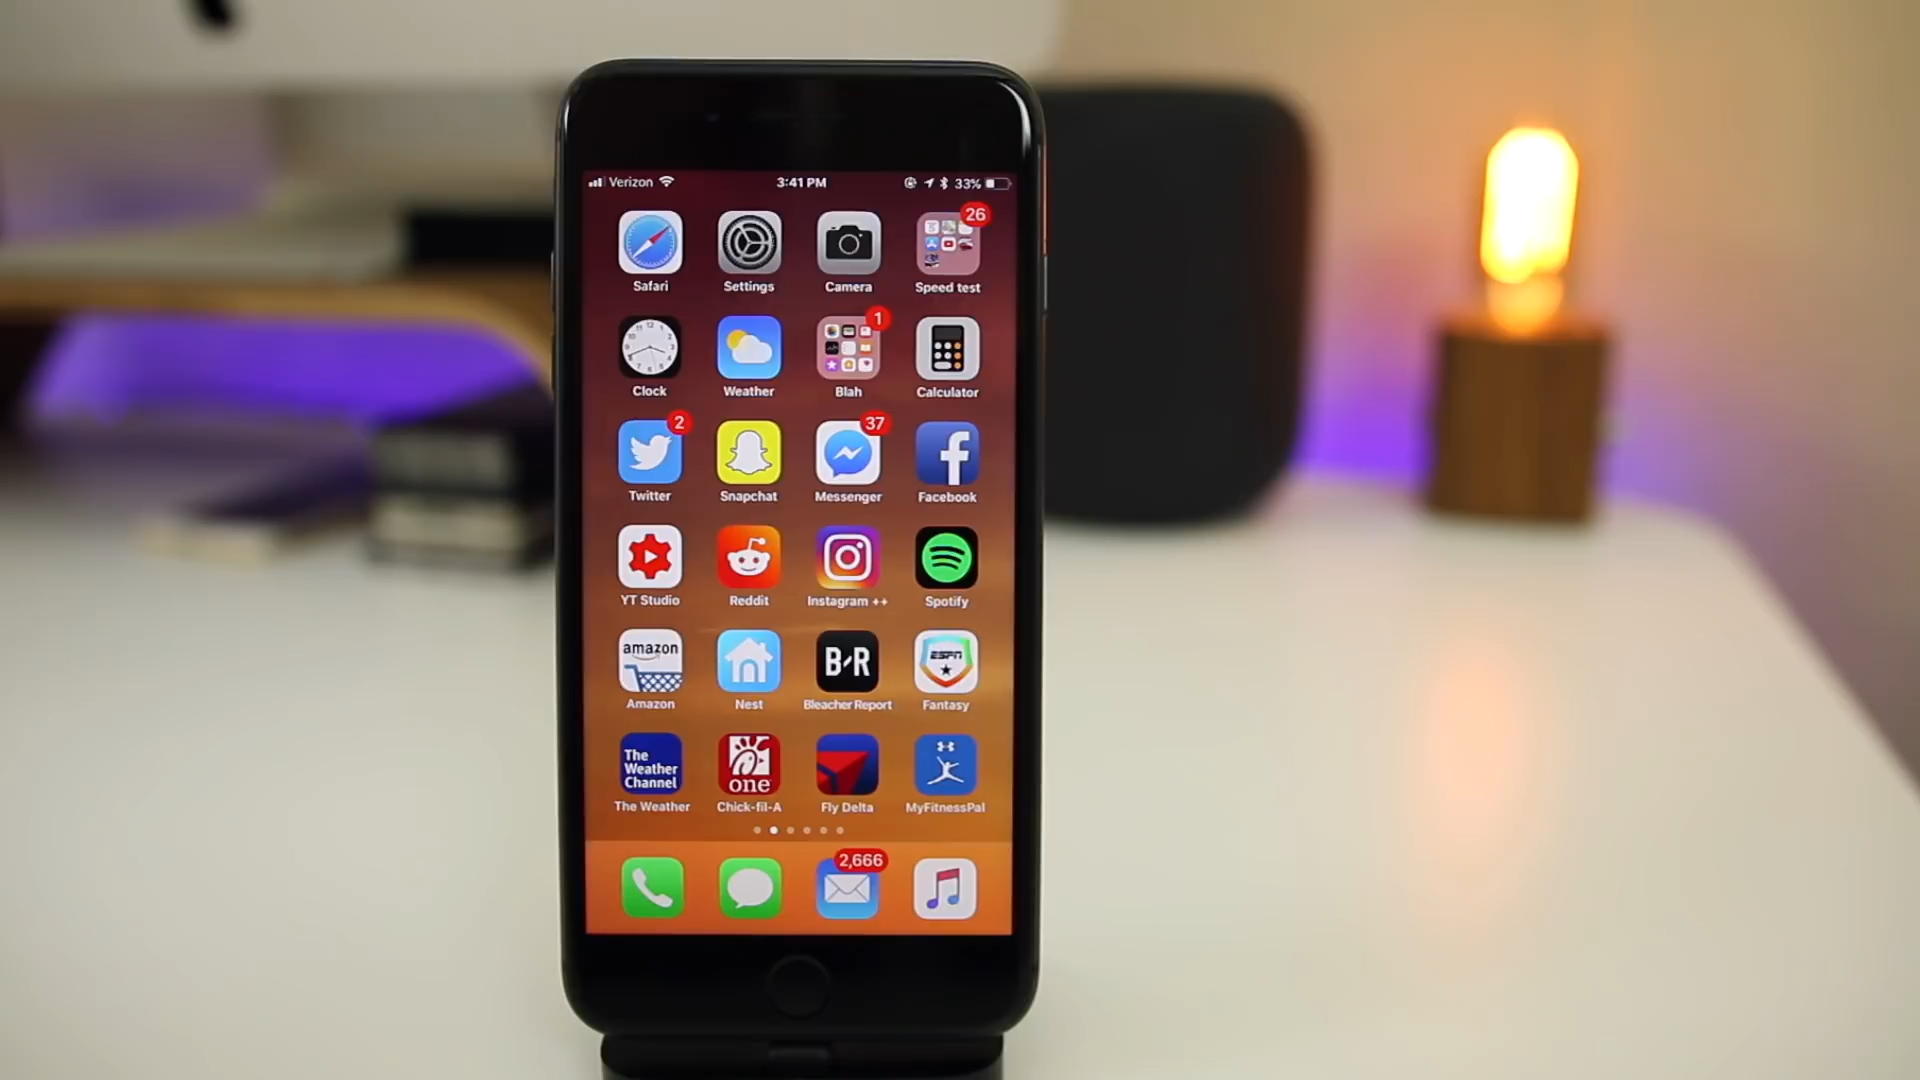 Verizon 3:41 PM 33%
26
Safari Settings Camera Speed test
1
Clock Weather Blah Calculator
2 37
Twitter Snapchat Messenger Facebook
YT Studio Reddit Instagram ++ Spotify
amazon B/R ESPN
Amazon Nest Bleacher Report Fantasy
The
Weather
Channel
one
The Weather Chick-fil-A Fly Delta MyFitnessPal
2,666